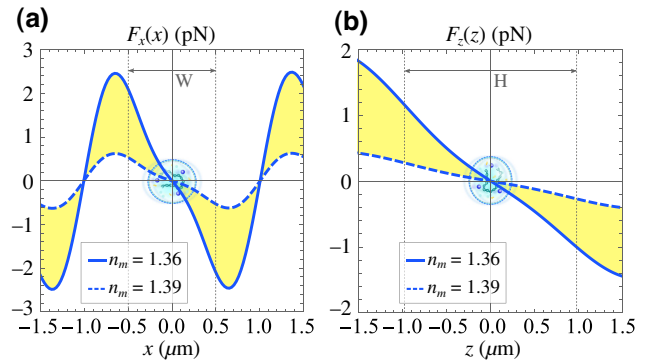 (a)
F_x(x) (pN)
3
2
1
0
−1
−2
−3
W
n_m = 1.36
n_m = 1.39
−1.5 −1.0 −0.5 0.0 0.5 1.0 1.5
x (μm)
(b)
F_z(z) (pN)
2
1
0
−1
−2
H
n_m = 1.36
n_m = 1.39
−1.5 −1.0 −0.5 0.0 0.5 1.0 1.5
z (μm)